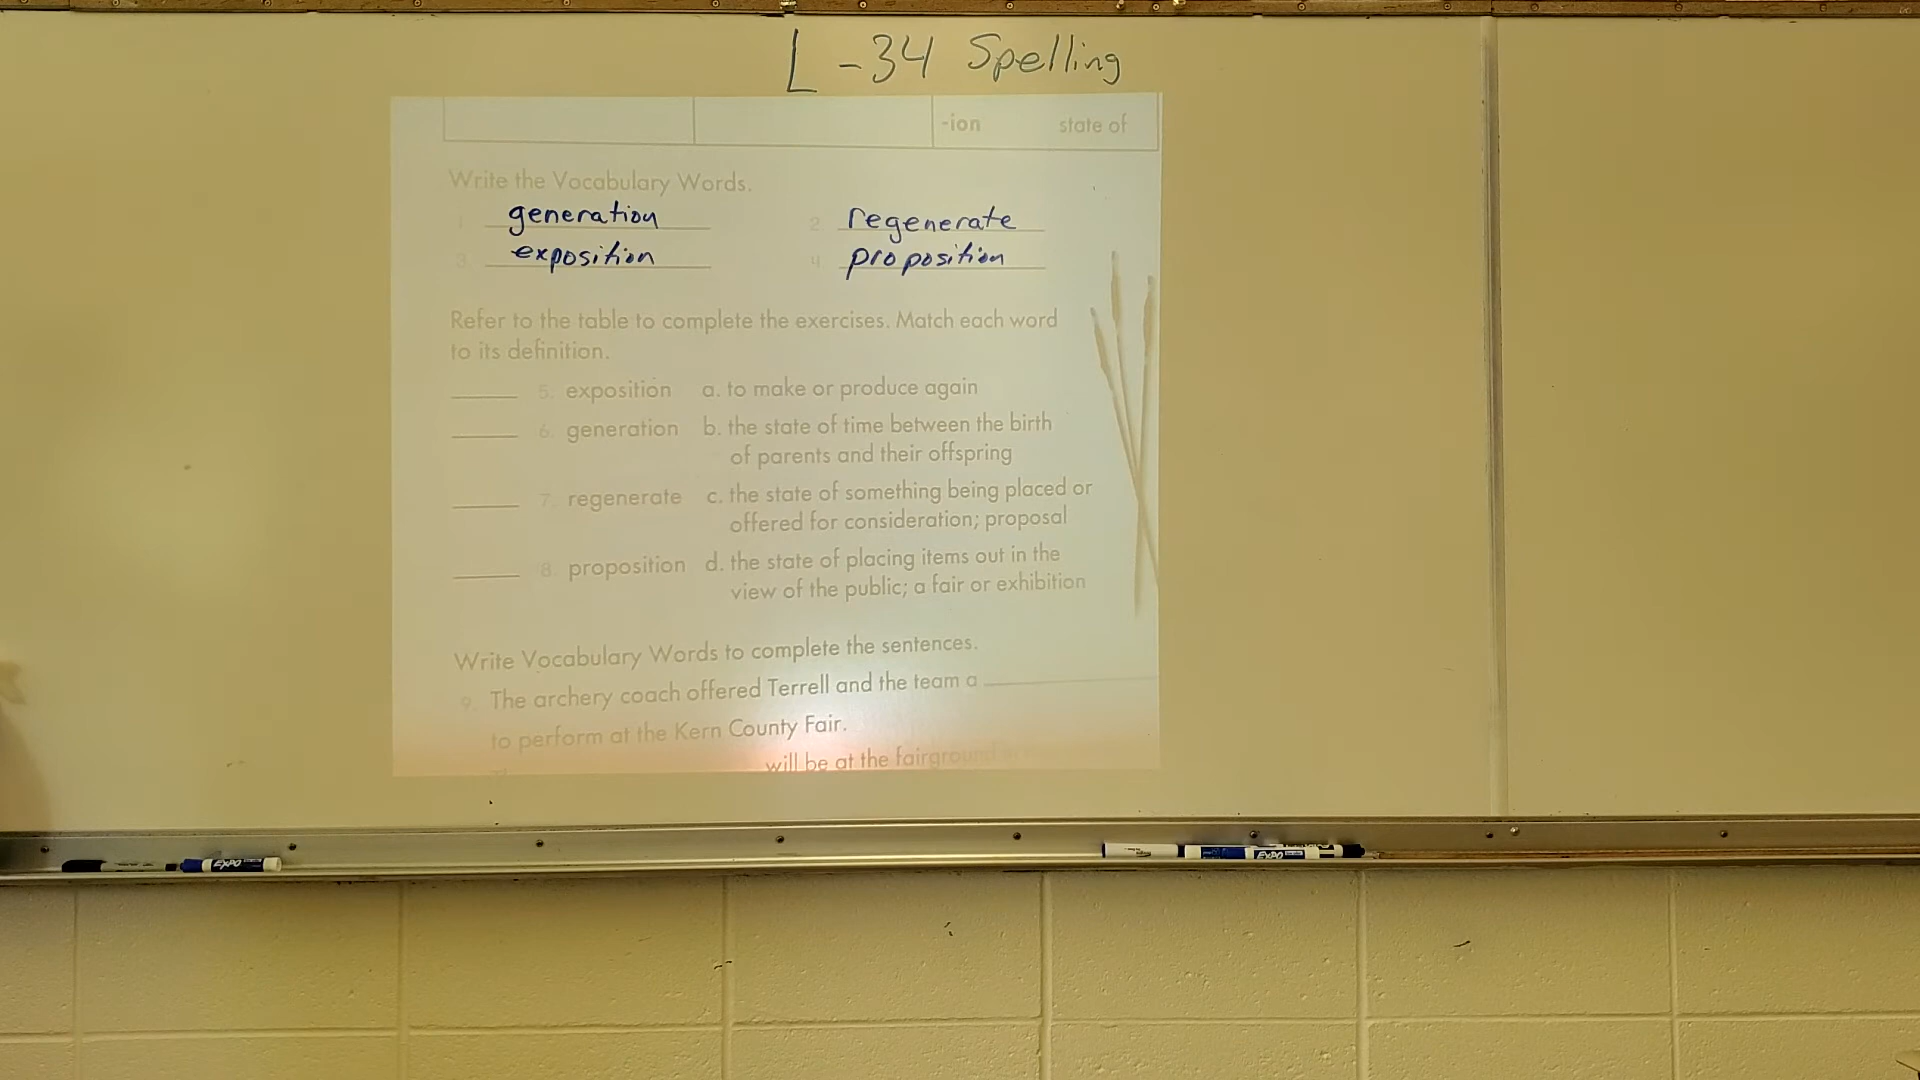 L-34 Spelling
-ion state of
Write the Vocabulary Words.
1. generation 2. regenerate
3. exposition 4. proposition
Refer to the table to complete the exercises. Match each word
to its definition.
5. exposition a. to make or produce again
6. generation b. the state of time between the birth
of parents and their offspring
7. regenerate c. the state of something being placed or
offered for consideration; proposal
8. proposition d. the state of placing items out in the
view of the public; a fair or exhibition
Write Vocabulary Words to complete the sentences.
9. The archery coach offered Terrell and the team a
to perform at the Kern County Fair.
will be at the fairground
EXPO
EXPO